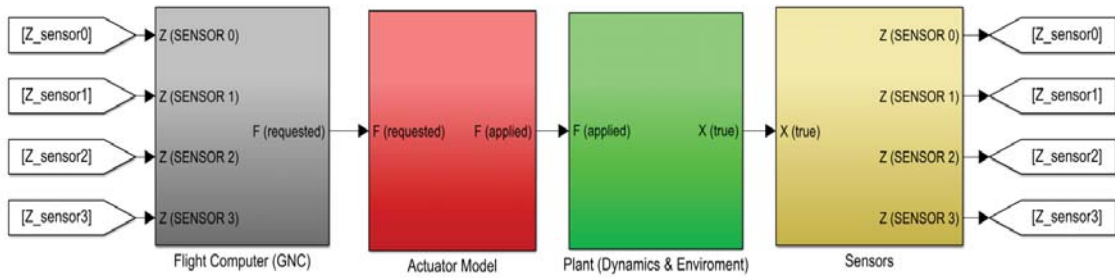 [Z_sensor0]
[Z_sensor1]
[Z_sensor2]
[Z_sensor3]
Z (SENSOR 0)
Z (SENSOR 1)
Z (SENSOR 2)
Z (SENSOR 3)
F (requested)
Flight Computer (GNC)
F (requested)
F (applied)
Actuator Model
F (applied)
X (true)
Plant (Dynamics & Enviroment)
X (true)
Z (SENSOR 0)
Z (SENSOR 1)
Z (SENSOR 2)
Z (SENSOR 3)
Sensors
[Z_sensor0]
[Z_sensor1]
[Z_sensor2]
[Z_sensor3]